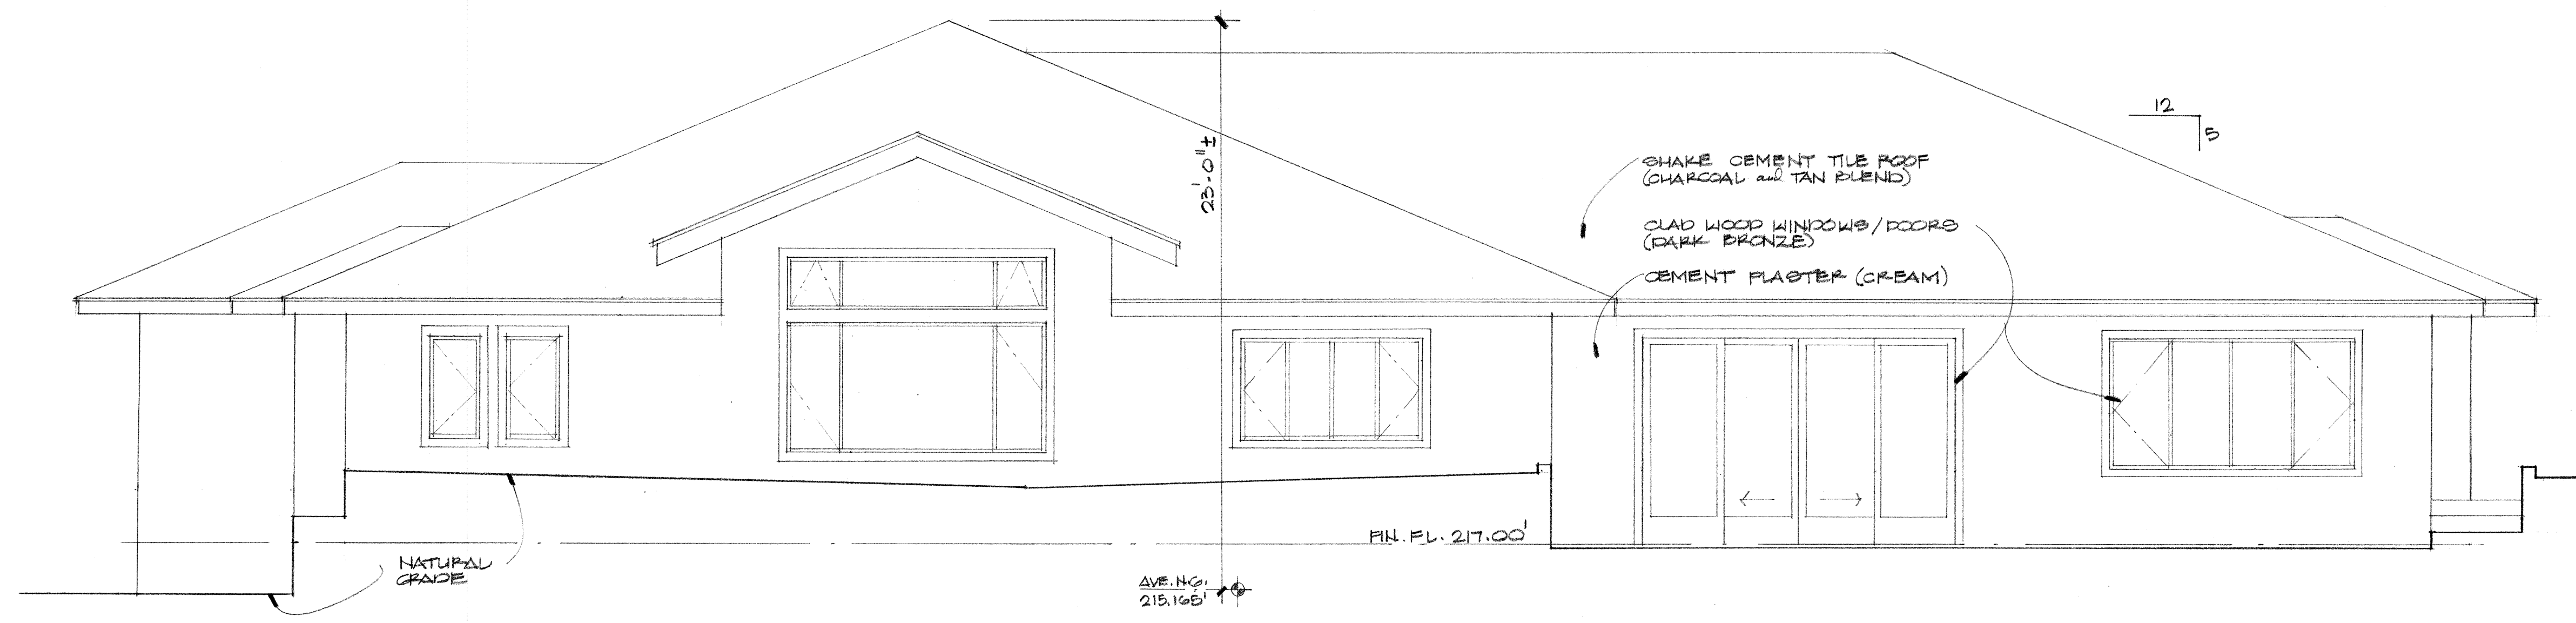 12
5
23'-0"±
SHAKE CEMENT TILE ROOF
(CHARCOAL and TAN BLEND)
CLAD WOOD WINDOWS/DOORS
(DARK BRONZE)
CEMENT PLASTER (CREAM)
FIN. FL. 217.00'
NATURAL
GRADE
AVE. N.G.
215.165'